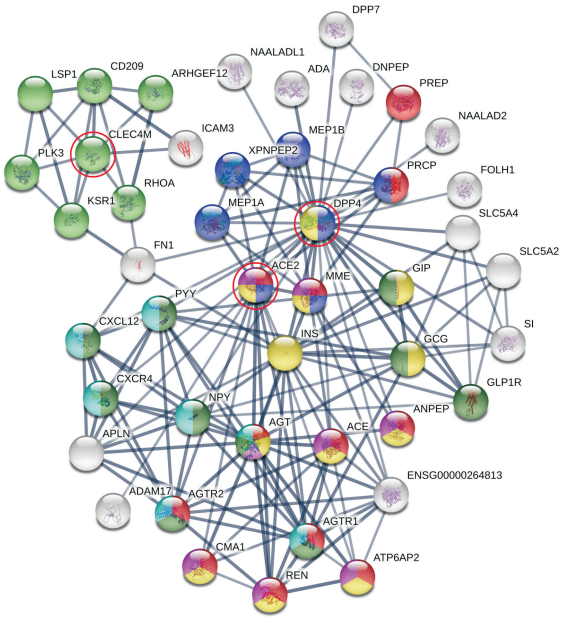 DPP7
NAALADL1
LSP1
CD209
ARHGEF12
ADA
DNPEP
PREP
MEP1B
NAALAD2
CLEC4M
ICAM3
XPNPEP2
PLK3
PRCP
FOLH1
KSR1
RHOA
MEP1A
DPP4
SLC5A4
FN1
SLC5A2
ACE2
MME
GIP
PYY
CXCL12
INS
GCG
SI
CXCR4
NPY
GLP1R
APLN
AGT
ACE
ANPEP
ADAM17
AGTR2
ENSG00000264813
AGTR1
CMA1
REN
ATP6AP2